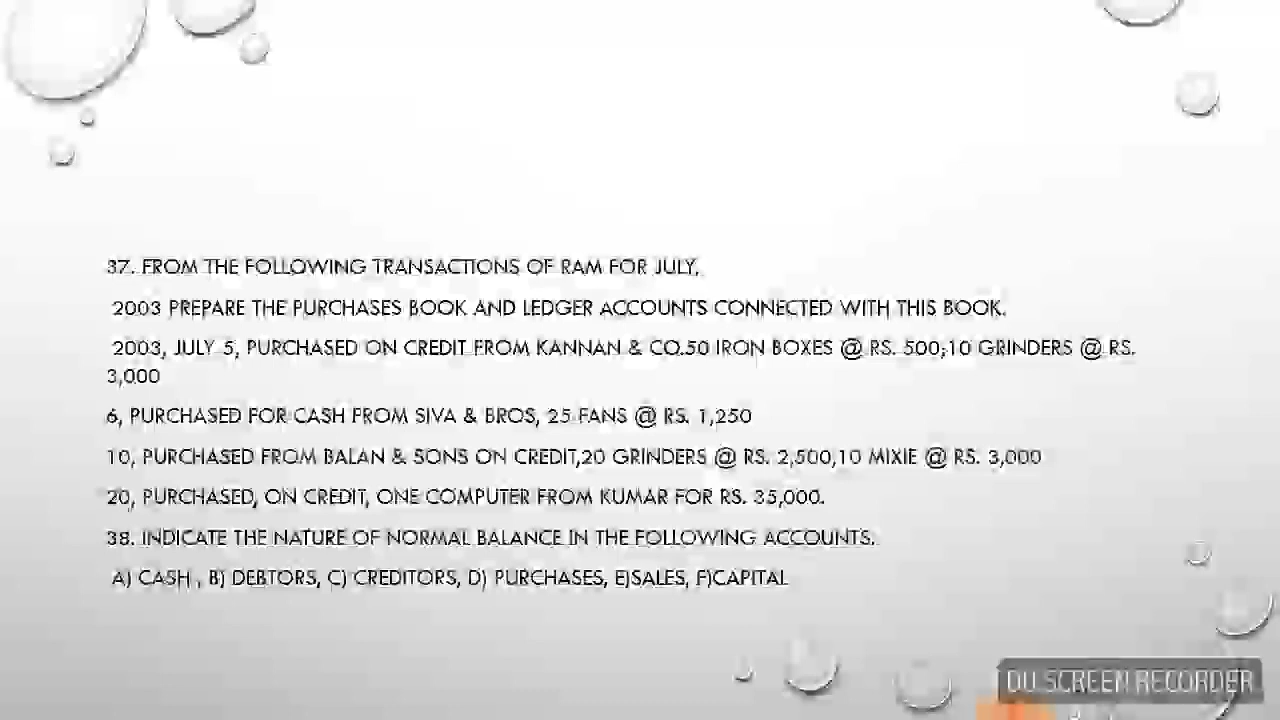 37. FROM THE FOLLOWING TRANSACTIONS OF RAM FOR JULY,
2003 PREPARE THE PURCHASES BOOK AND LEDGER ACCOUNTS CONNECTED WITH THIS BOOK.
2003, JULY 5, PURCHASED ON CREDIT FROM KANNAN & CO.50 IRON BOXES @ RS. 500;10 GRINDERS @ RS.
3,000
6, PURCHASED FOR CASH FROM SIVA & BROS, 25 FANS @ RS. 1,250
10, PURCHASED FROM BALAN & SONS ON CREDIT,20 GRINDERS @ RS. 2,500,10 MIXIE @ RS. 3,000
20, PURCHASED, ON CREDIT, ONE COMPUTER FROM KUMAR FOR RS. 35,000.
38. INDICATE THE NATURE OF NORMAL BALANCE IN THE FOLLOWING ACCOUNTS.
A) CASH , B) DEBTORS, C) CREDITORS, D) PURCHASES, E)SALES, F)CAPITAL
DU SCREEN RECORDER